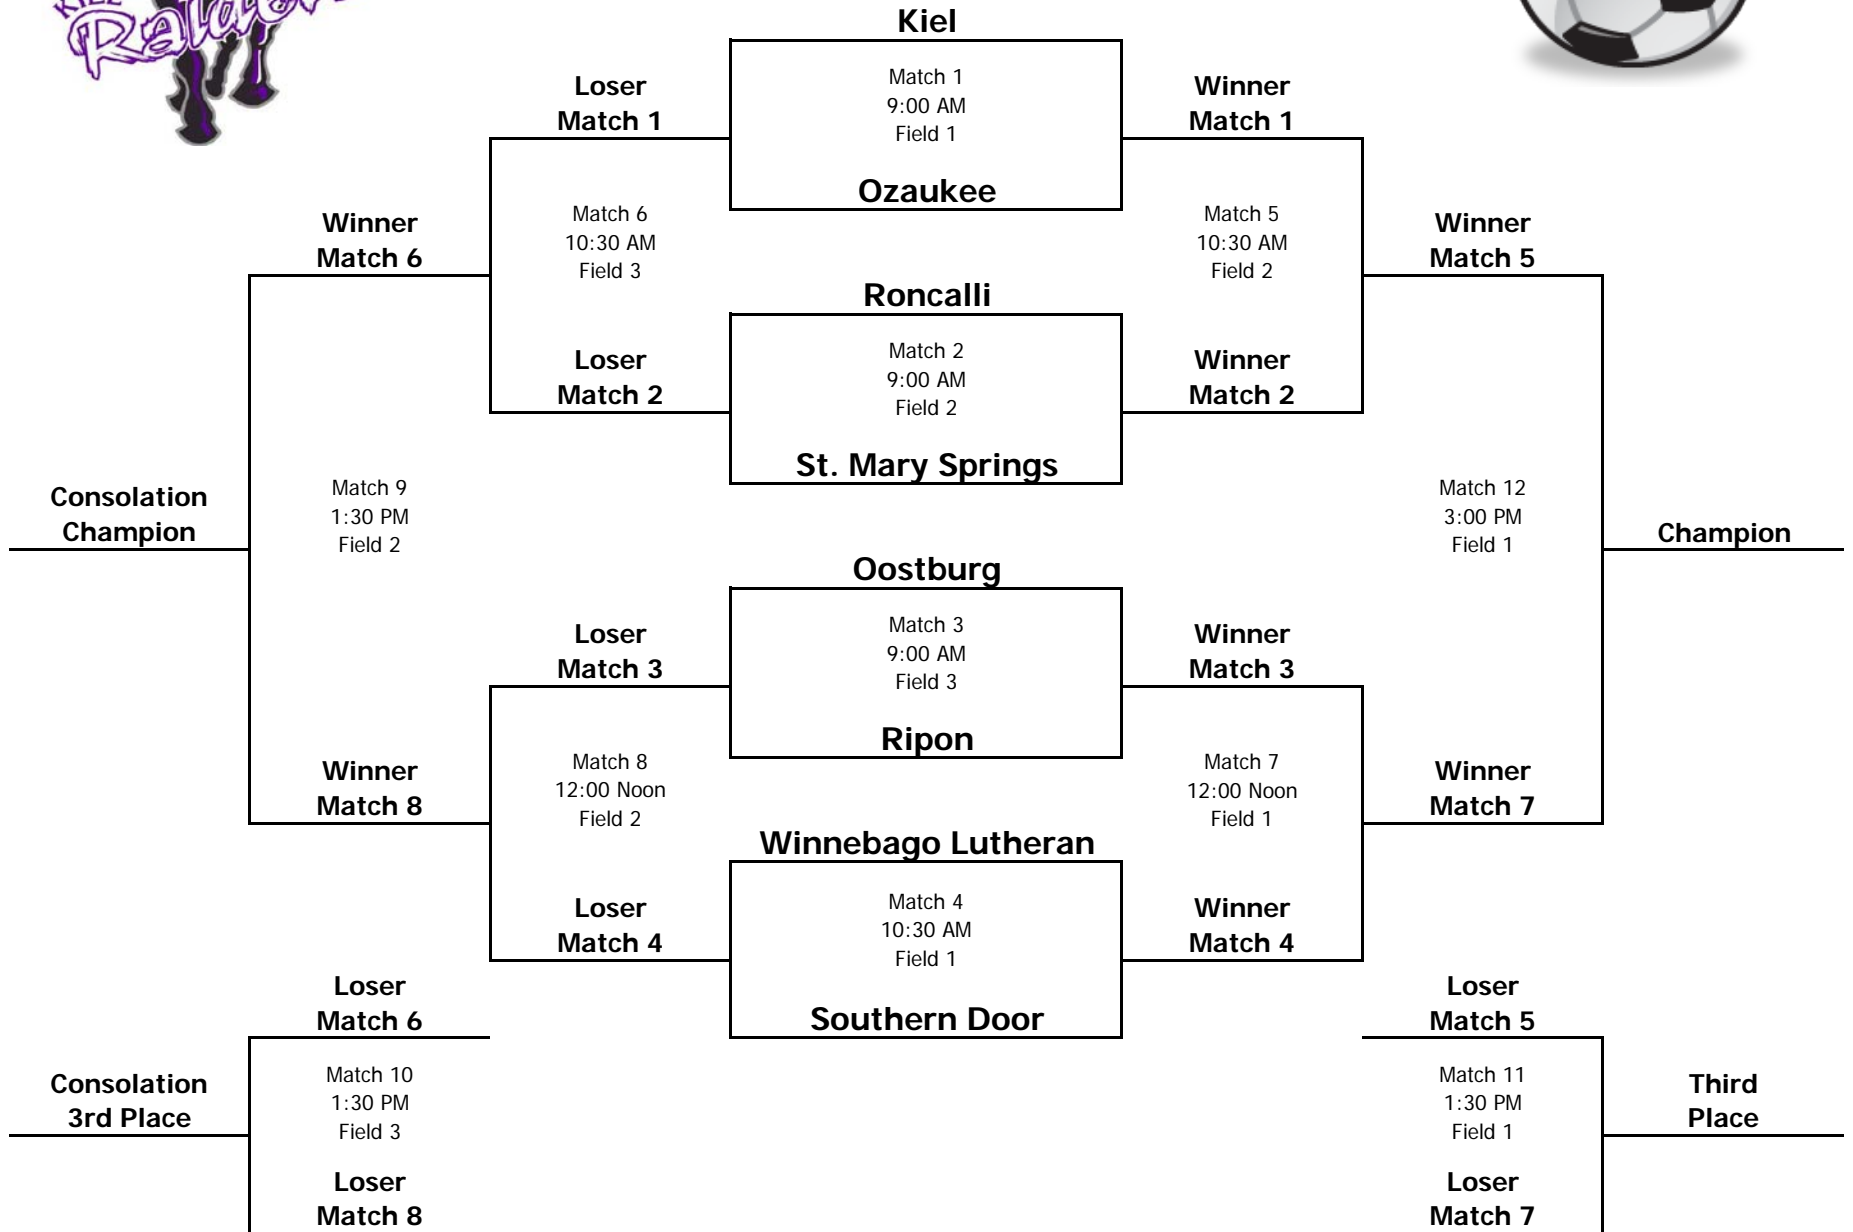 KIEL
Raiders
Kiel
Match 1
9:00 AM
Field 1
Ozaukee
Loser
Match 1
Winner
Match 1
Winner
Match 6
Match 6
10:30 AM
Field 3
Match 5
10:30 AM
Field 2
Winner
Match 5
Roncalli
Match 2
9:00 AM
Field 2
St. Mary Springs
Loser
Match 2
Winner
Match 2
Consolation
Champion
Match 9
1:30 PM
Field 2
Match 12
3:00 PM
Field 1
Champion
Oostburg
Match 3
9:00 AM
Field 3
Ripon
Loser
Match 3
Winner
Match 3
Winner
Match 8
Match 8
12:00 Noon
Field 2
Match 7
12:00 Noon
Field 1
Winner
Match 7
Winnebago Lutheran
Match 4
10:30 AM
Field 1
Southern Door
Loser
Match 4
Winner
Match 4
Loser
Match 6
Loser
Match 5
Consolation
3rd Place
Match 10
1:30 PM
Field 3
Match 11
1:30 PM
Field 1
Third
Place
Loser
Match 8
Loser
Match 7